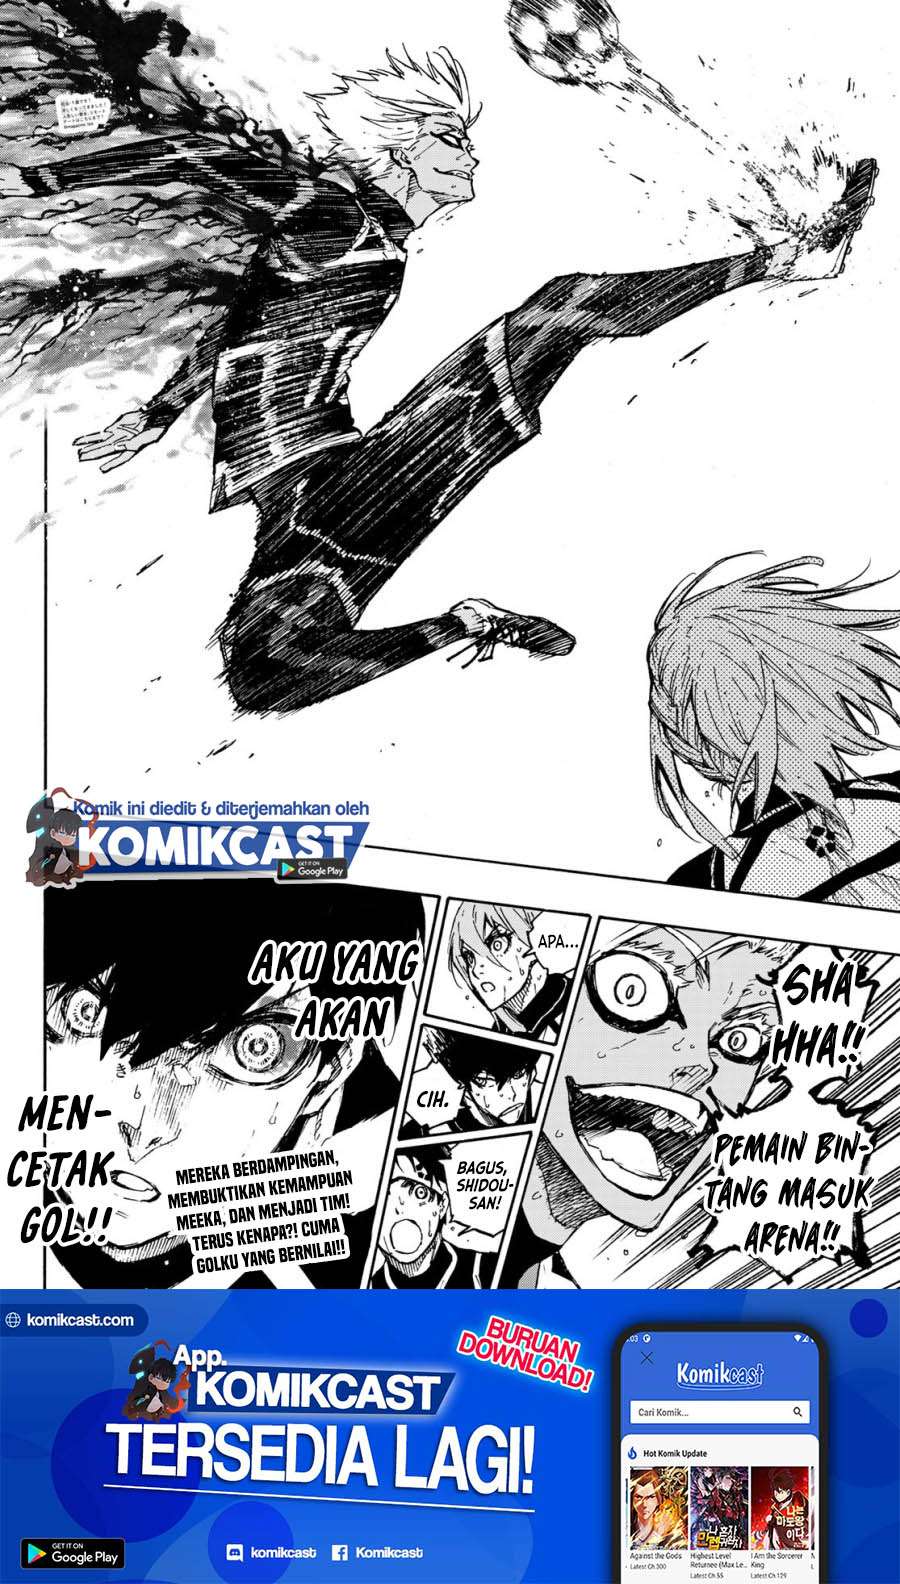 Komik ini diedit & diterjemahkan oleh
KOMIKCAST
GET IT ON
Google Play
APA...
SHA
HHA!!
AKU YANG
AKAN
CIH.
MEN-
CETAK
GOL!!
PEMAIN BIN-
TANG MASUK
ARENA!!
BAGUS,
SHIDOU-
SAN!
MEREKA BERDAMPINGAN,
MEMBUKTIKAN KEMAMPUAN
MEEKA, DAN MENJADI TIM!
TERUS KENAPA?! CUMA
GOLKU YANG BERNILAI!!
komikcast.com
App.
KOMIKCAST
TERSEDIA LAGI!
BURUAN
DOWNLOAD!
GET IT ON
Google Play
komikcast
Komikcast
:03
Komikcast
Cari Komik...
Hot Komik Update
Against the Gods
Latest Ch.300
Highest Level
Returnee (Max Le...
Latest Ch.55
I Am the Sorcerer
King
Latest Ch.129